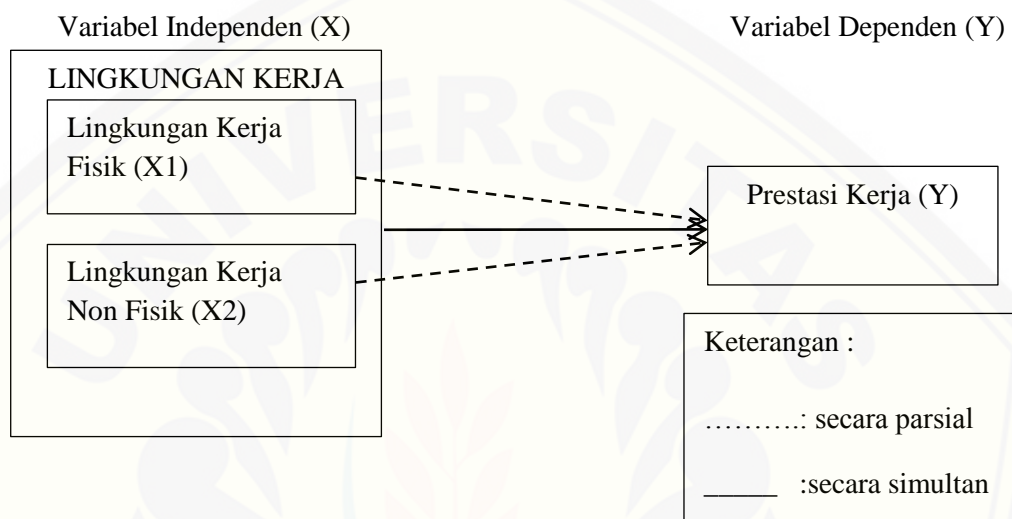 Variabel Independen (X)
Variabel Dependen (Y)
LINGKUNGAN KERJA
Lingkungan Kerja
Fisik (X1)
Lingkungan Kerja
Non Fisik (X2)
Prestasi Kerja (Y)
Keterangan :
……….: secara parsial
_____ :secara simultan
UNIVERSITAS